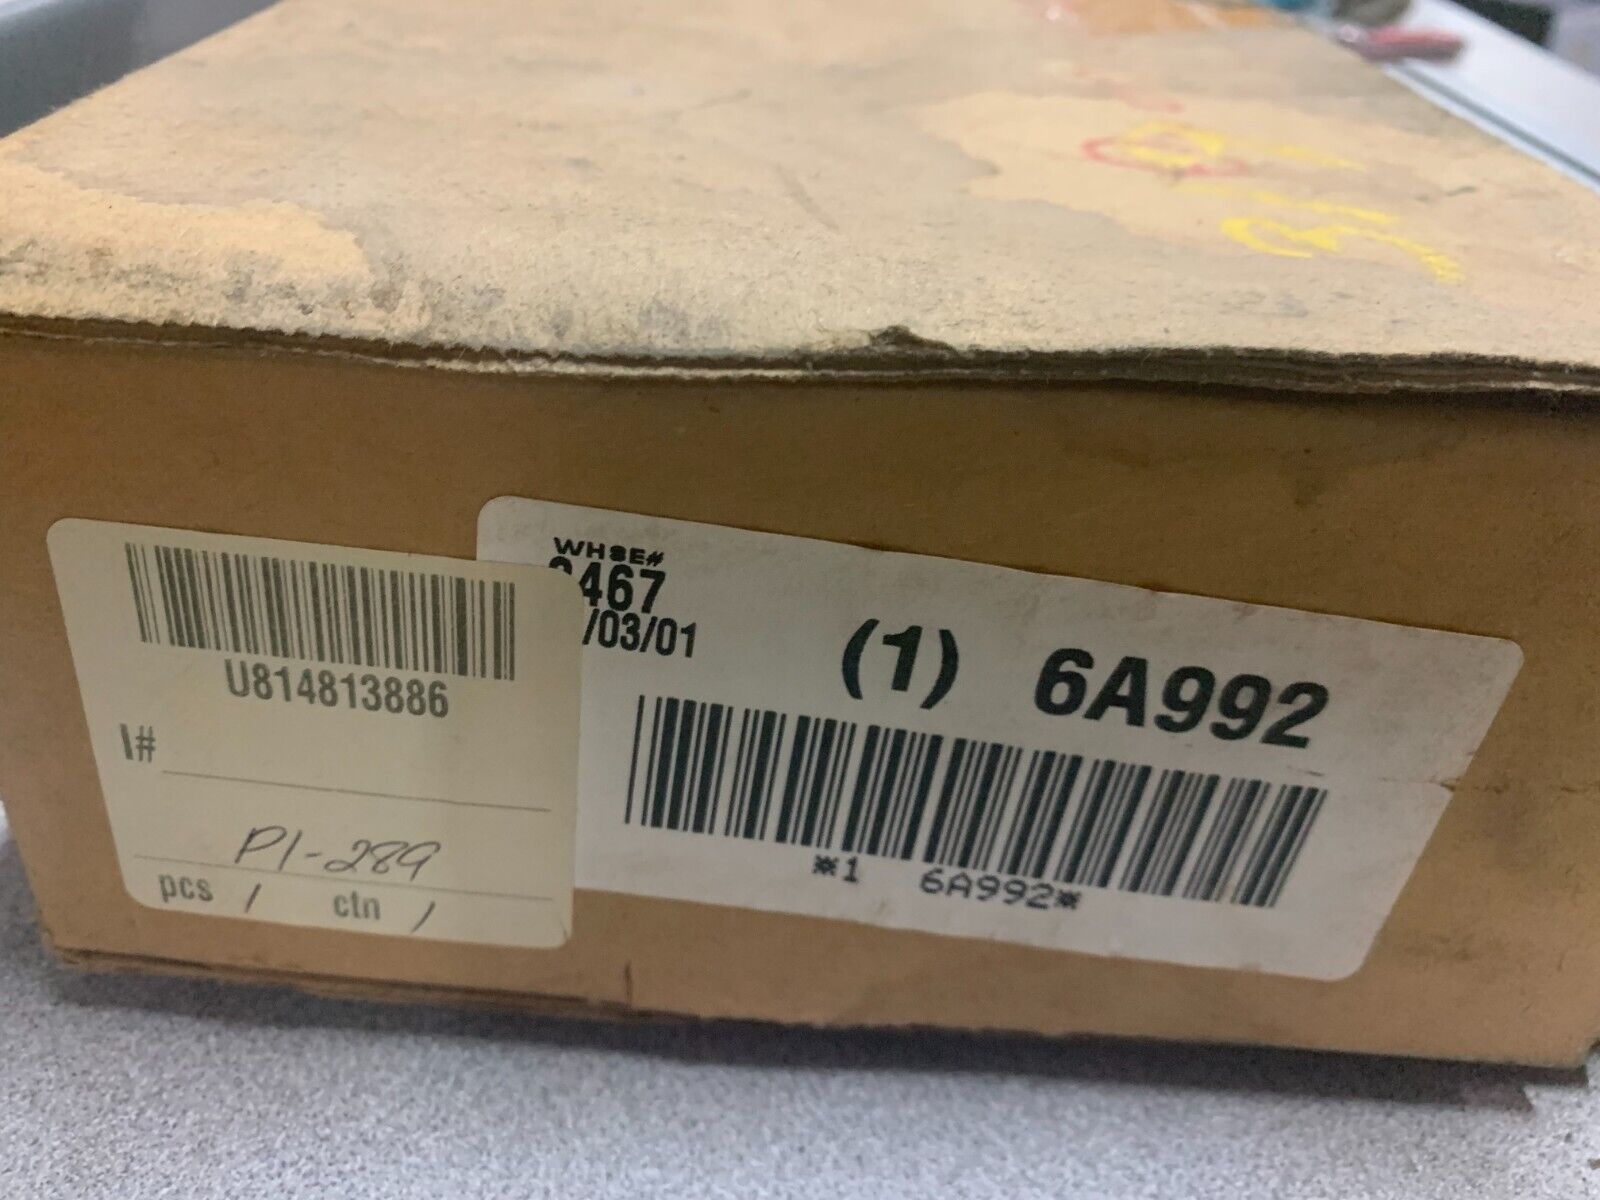 U814813886
I#
P1-289
pcs 1 ctn 1
WHSE#
467
/03/01
(1) 6A992
*1 6A992*